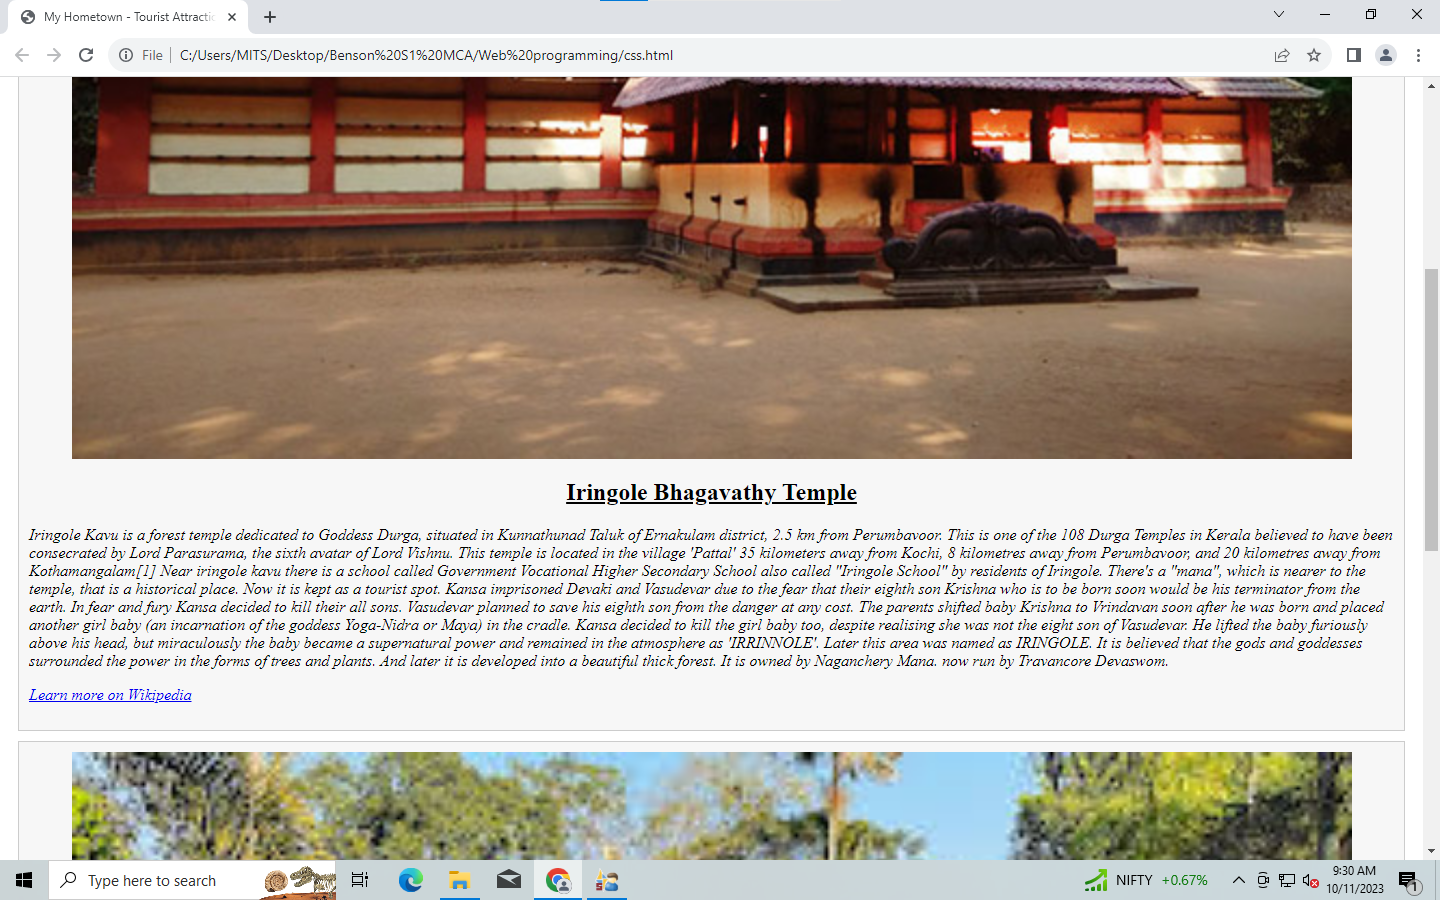 My Hometown - Tourist Attractic
File
C:/Users/MITS/Desktop/Benson%20S1%20MCA/Web%20programming/css.html
Iringole Bhagavathy Temple
Iringole Kavu is a forest temple dedicated to Goddess Durga, situated in Kunnathunad Taluk of Ernakulam district, 2.5 km from Perumbavoor. This is one of the 108 Durga Temples in Kerala believed to have been
consecrated by Lord Parasurama, the sixth avatar of Lord Vishnu. This temple is located in the village 'Pattal' 35 kilometers away from Kochi, 8 kilometres away from Perumbavoor, and 20 kilometres away from
Kothamangalam[1] Near iringole kavu there is a school called Government Vocational Higher Secondary School also called "Iringole School" by residents of Iringole. There's a "mana", which is nearer to the
temple, that is a historical place. Now it is kept as a tourist spot. Kansa imprisoned Devaki and Vasudevar due to the fear that their eighth son Krishna who is to be born soon would be his terminator from the
earth. In fear and fury Kansa decided to kill their all sons. Vasudevar planned to save his eighth son from the danger at any cost. The parents shifted baby Krishna to Vrindavan soon after he was born and placed
another girl baby (an incarnation of the goddess Yoga-Nidra or Maya) in the cradle. Kansa decided to kill the girl baby too, despite realising she was not the eight son of Vasudevar. He lifted the baby furiously
above his head, but miraculously the baby became a supernatural power and remained in the atmosphere as 'IRRINNOLE'. Later this area was named as IRINGOLE. It is believed that the gods and goddesses
surrounded the power in the forms of trees and plants. And later it is developed into a beautiful thick forest. It is owned by Naganchery Mana. now run by Travancore Devaswom.
Learn more on Wikipedia
Type here to search
NIFTY +0.67%
9:30 AM
10/11/2023
1